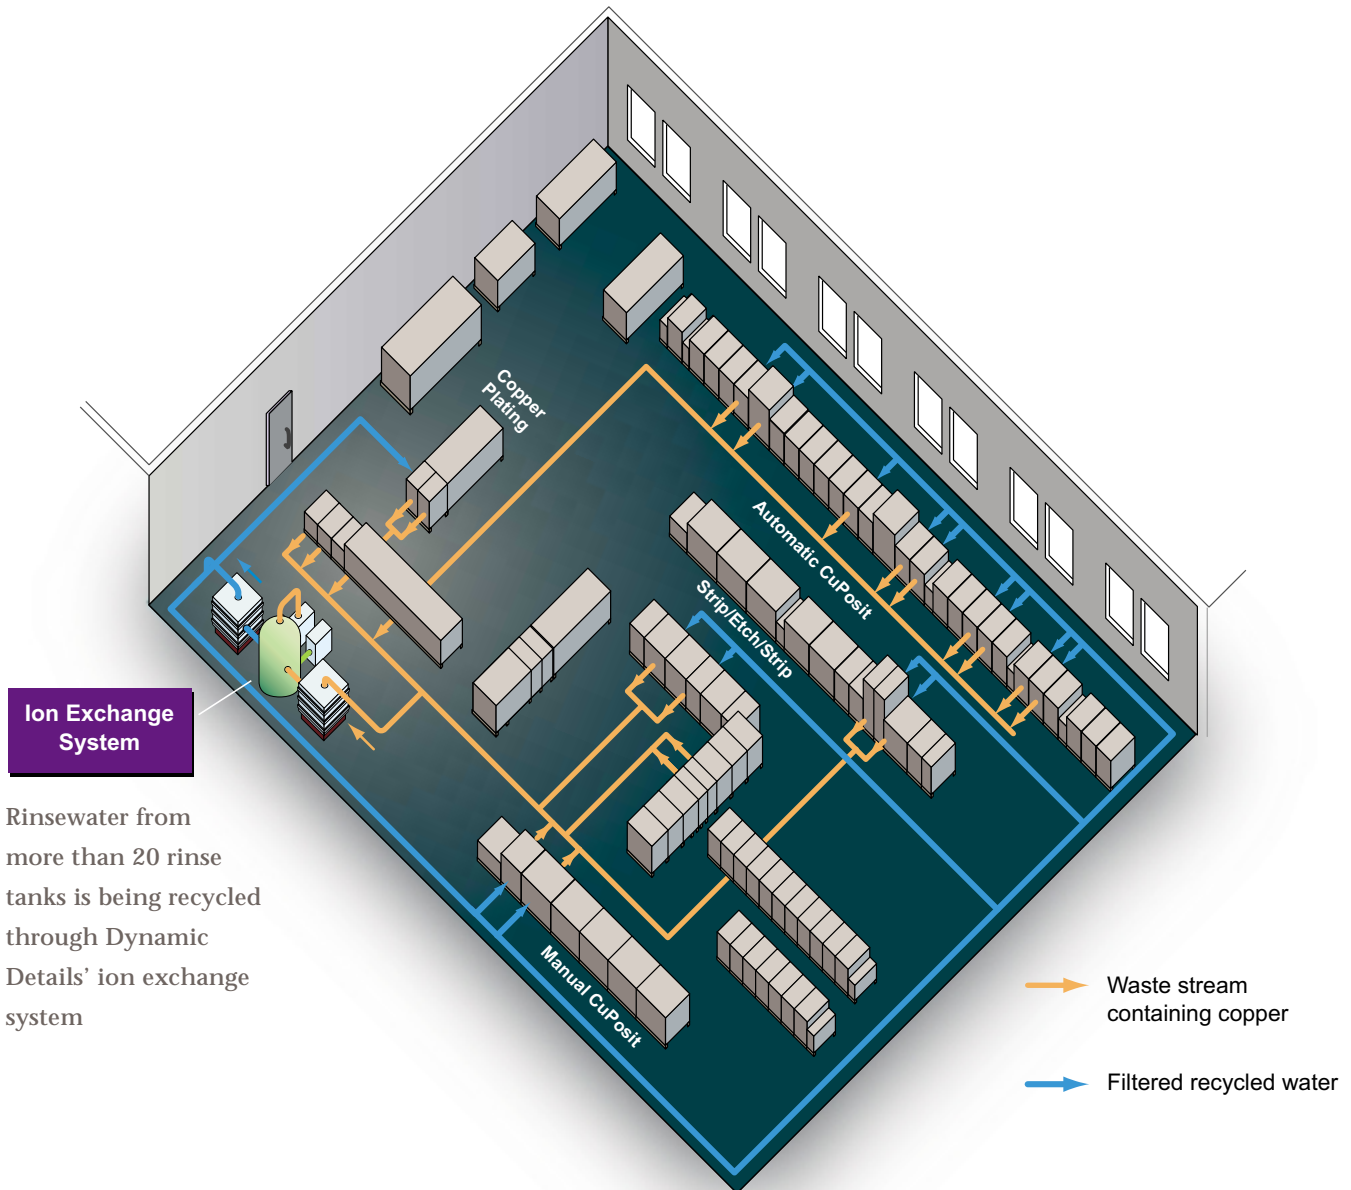 Copper
Plating
Automatic CuPosit
Strip/Etch/Strip
Ion Exchange
System
Rinsewater from
more than 20 rinse
tanks is being recycled
through Dynamic
Details’ ion exchange
system
Manual CuPosit
Waste stream
containing copper
Filtered recycled water